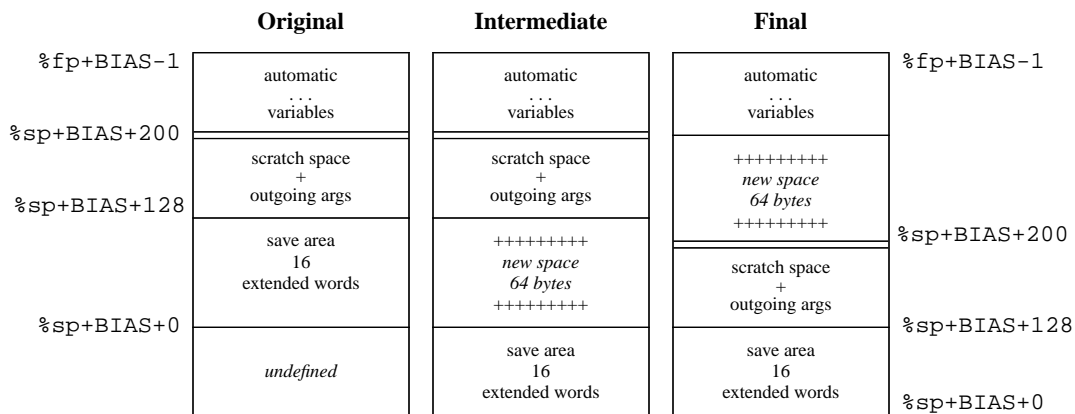 Original Intermediate Final
%fp+BIAS-1 %fp+BIAS-1
automatic
. . .
variables
automatic
. . .
variables
automatic
. . .
variables
%sp+BIAS+200
scratch space
+
outgoing args
scratch space
+
outgoing args
+++++++++
new space
64 bytes
+++++++++
%sp+BIAS+128
%sp+BIAS+200
save area
16
extended words
+++++++++
new space
64 bytes
+++++++++
scratch space
+
outgoing args
%sp+BIAS+0
%sp+BIAS+128
undefined
save area
16
extended words
save area
16
extended words
%sp+BIAS+0